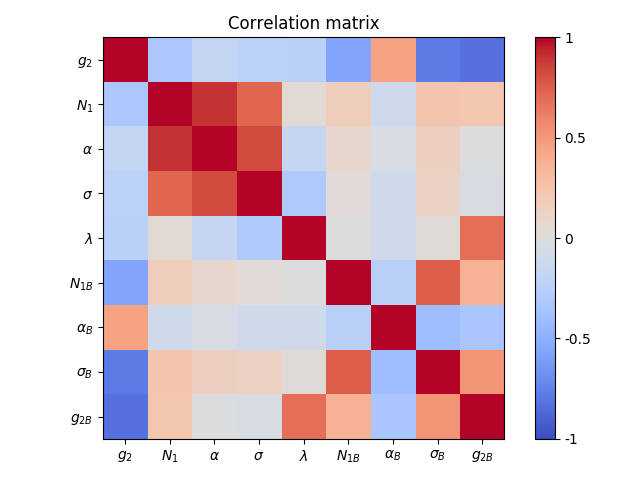 Correlation matrix
g₂
N₁
α
σ
λ
N₁B
αB
σB
g₂B
g₂ N₁ α σ λ N₁B αB σB g₂B
1
0.5
0
-0.5
-1